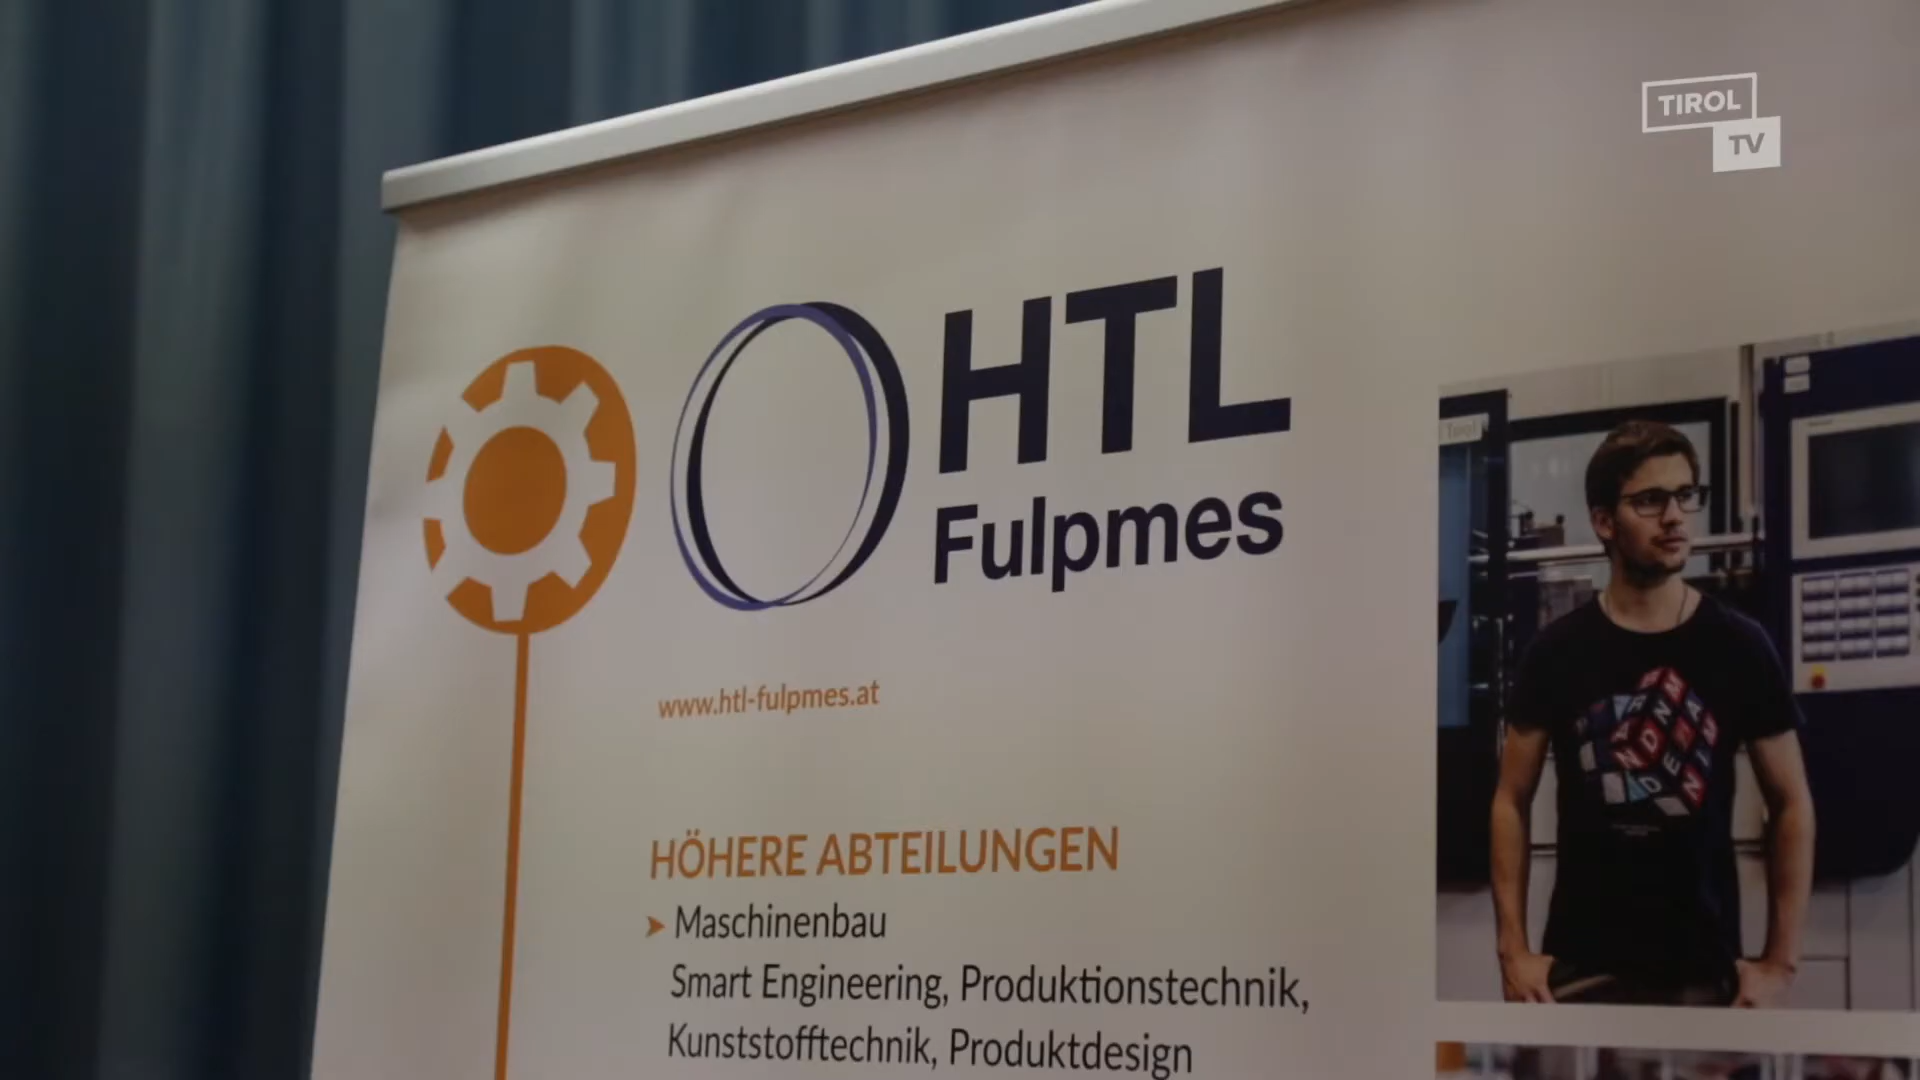 TIROL
TV
HTL
Fulpmes
www.htl-fulpmes.at
HÖHERE ABTEILUNGEN
➤ Maschinenbau
Smart Engineering, Produktionstechnik,
Kunststofftechnik, Produktdesign